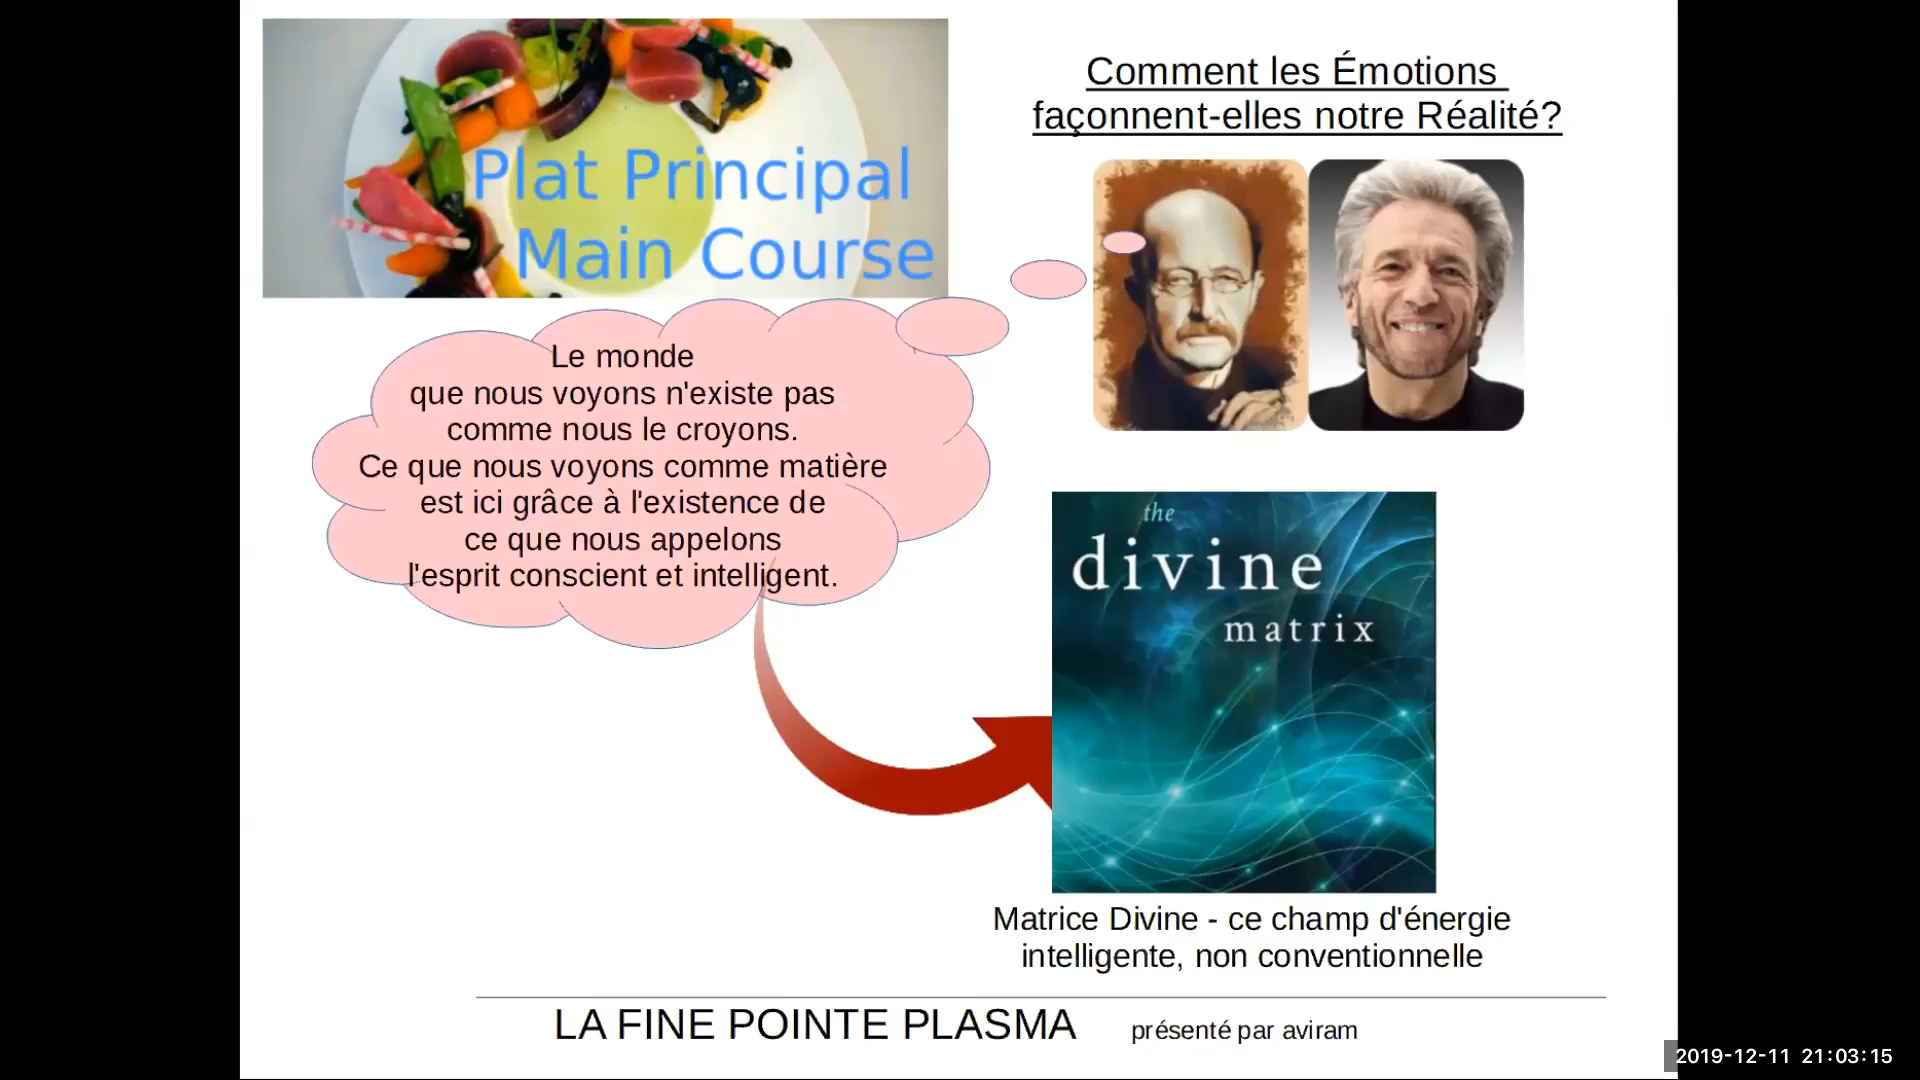 Plat Principal
Main Course
Comment les Émotions
façonnent-elles notre Réalité?
Le monde
que nous voyons n'existe pas
comme nous le croyons.
Ce que nous voyons comme matière
est ici grâce à l'existence de
ce que nous appelons
l'esprit conscient et intelligent.
the
divine
matrix
Matrice Divine - ce champ d'énergie
intelligente, non conventionnelle
LA FINE POINTE PLASMA présenté par aviram
2019-12-11 21:03:15